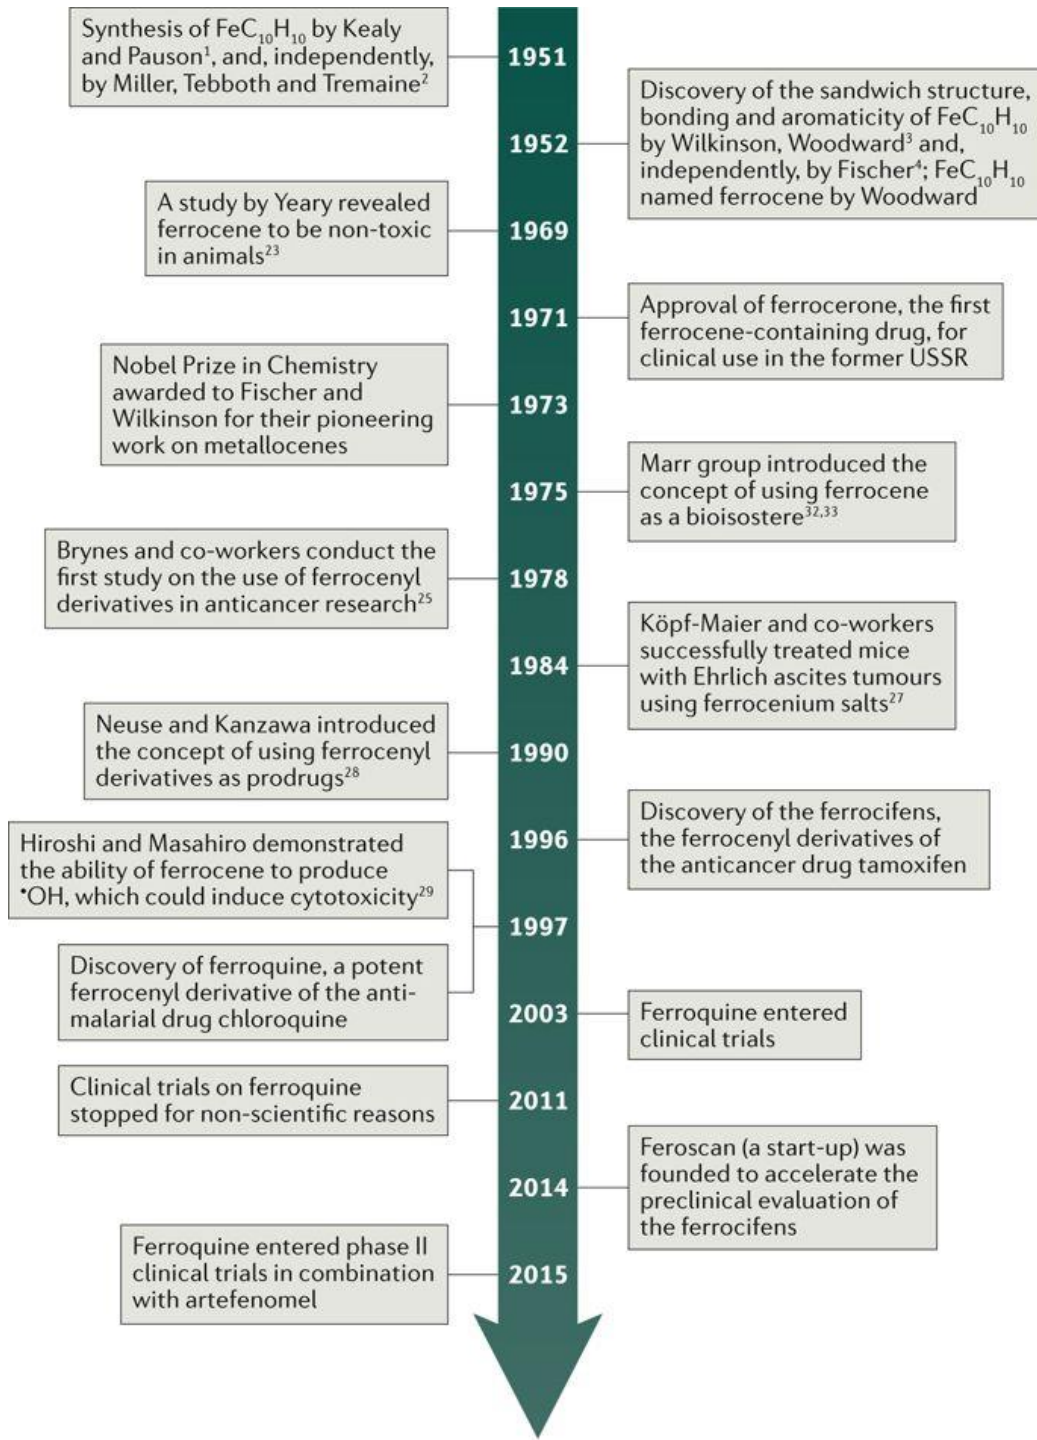 Synthesis of FeC₁₀H₁₀ by Kealy
and Pauson¹, and, independently,
by Miller, Tebboth and Tremaine²
1951
Discovery of the sandwich structure,
bonding and aromaticity of FeC₁₀H₁₀
by Wilkinson, Woodward³ and,
independently, by Fischer⁴; FeC₁₀H₁₀
named ferrocene by Woodward
1952
A study by Yeary revealed
ferrocene to be non-toxic
in animals²³
1969
Approval of ferrocerone, the first
ferrocene-containing drug, for
clinical use in the former USSR
1971
Nobel Prize in Chemistry
awarded to Fischer and
Wilkinson for their pioneering
work on metallocenes
1973
Marr group introduced the
concept of using ferrocene
as a bioisostere³²,³³
1975
Brynes and co-workers conduct the
first study on the use of ferrocenyl
derivatives in anticancer research²⁵
1978
Köpf-Maier and co-workers
successfully treated mice
with Ehrlich ascites tumours
using ferrocenium salts²⁷
1984
Neuse and Kanzawa introduced
the concept of using ferrocenyl
derivatives as prodrugs²⁸
1990
Discovery of the ferrocifens,
the ferrocenyl derivatives of
the anticancer drug tamoxifen
1996
Hiroshi and Masahiro demonstrated
the ability of ferrocene to produce
•OH, which could induce cytotoxicity²⁹
1997
Discovery of ferroquine, a potent
ferrocenyl derivative of the anti-
malarial drug chloroquine
2003
Ferroquine entered
clinical trials
Clinical trials on ferroquine
stopped for non-scientific reasons
2011
Feroscan (a start-up) was
founded to accelerate the
preclinical evaluation of
the ferrocifens
2014
Ferroquine entered phase II
clinical trials in combination
with artefenomel
2015